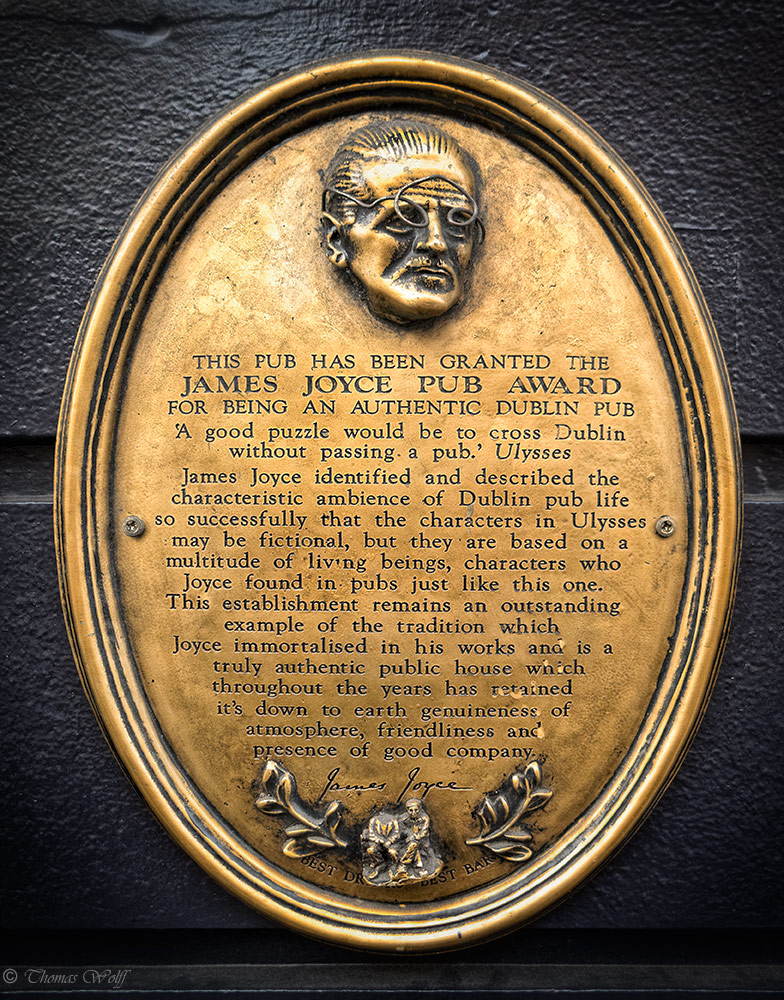 THIS PUB HAS BEEN GRANTED THE
JAMES JOYCE PUB AWARD
FOR BEING AN AUTHENTIC DUBLIN PUB
‘A good puzzle would be to cross Dublin
without passing a pub.’ Ulysses
James Joyce identified and described the
characteristic ambience of Dublin pub life
so successfully that the characters in Ulysses
may be fictional, but they are based on a
multitude of living beings, characters who
Joyce found in pubs just like this one.
This establishment remains an outstanding
example of the tradition which
Joyce immortalised in his works and is a
truly authentic public house which
throughout the years has retained
it's down to earth genuineness of
atmosphere, friendliness and
presence of good company.
James Joyce
BEST BEST
© Thomas Wolff